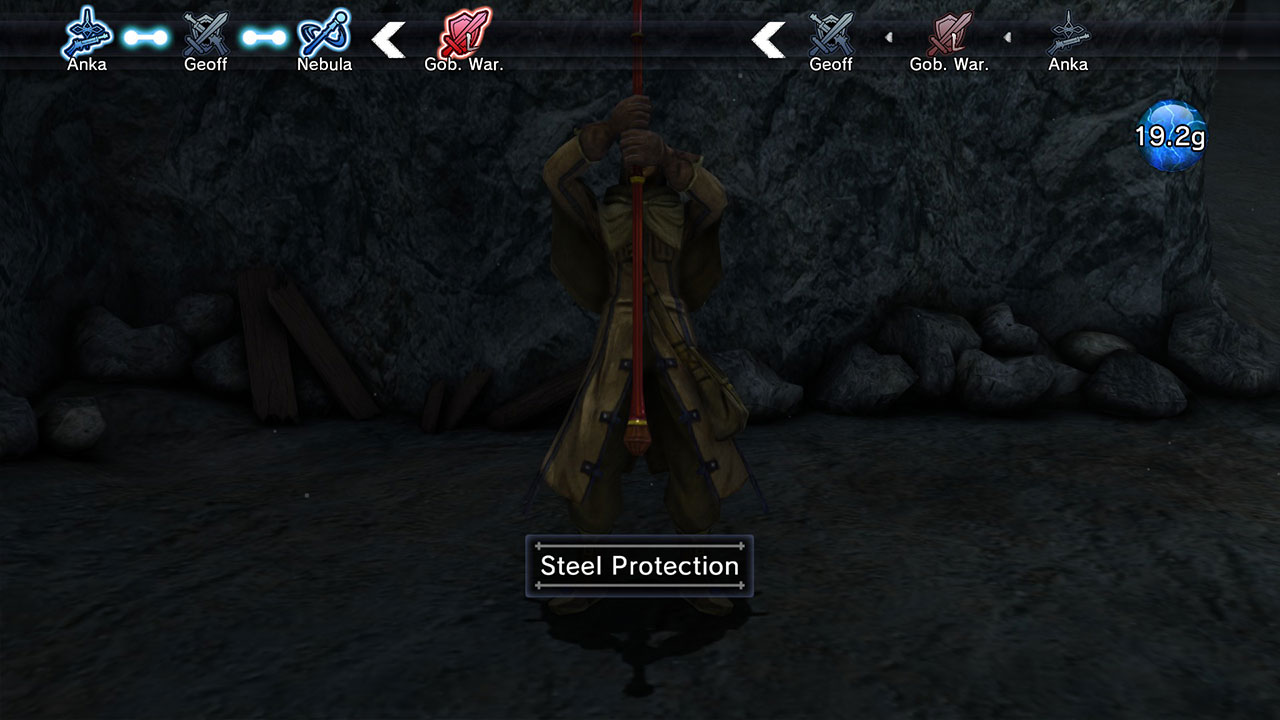 Anka
Geoff
Nebula
Gob. War.
Geoff
Gob. War.
Anka
19.2g
Steel Protection